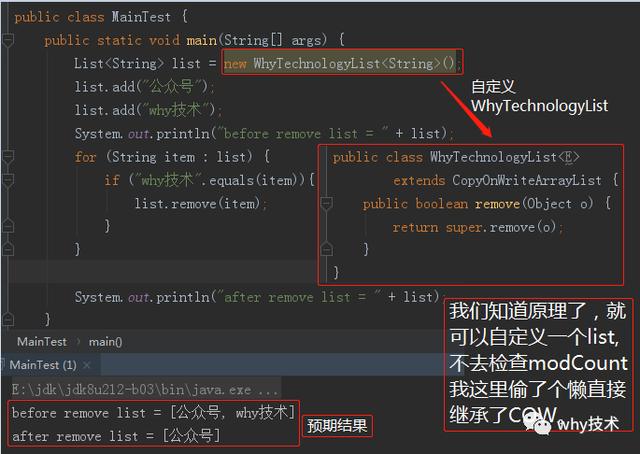 public class MainTest {
public static void main(String[] args) {
List<String> list = new WhyTechnologyList<String>();
list.add("公众号");
list.add("why技术");
System.out.println("before remove list = " + list);
for (String item : list) {
if ("why技术".equals(item)){
list.remove(item);
}
}
System.out.println("after remove list = " + list);
}
自定义
WhyTechnologyList
public class WhyTechnologyList<E>
extends CopyOnWriteArrayList {
public boolean remove(Object o) {
return super.remove(o);
}
}
我们知道原理了，就
可以自定义一个list,
不去检查modCount
我这里偷了个懒直接
继承了COW。
MainTest › main()
MainTest (1) ×
E:\jdk\jdk8u212-b03\bin\java.exe ...
before remove list = [公众号, why技术]
after remove list = [公众号]
预期结果
why技术